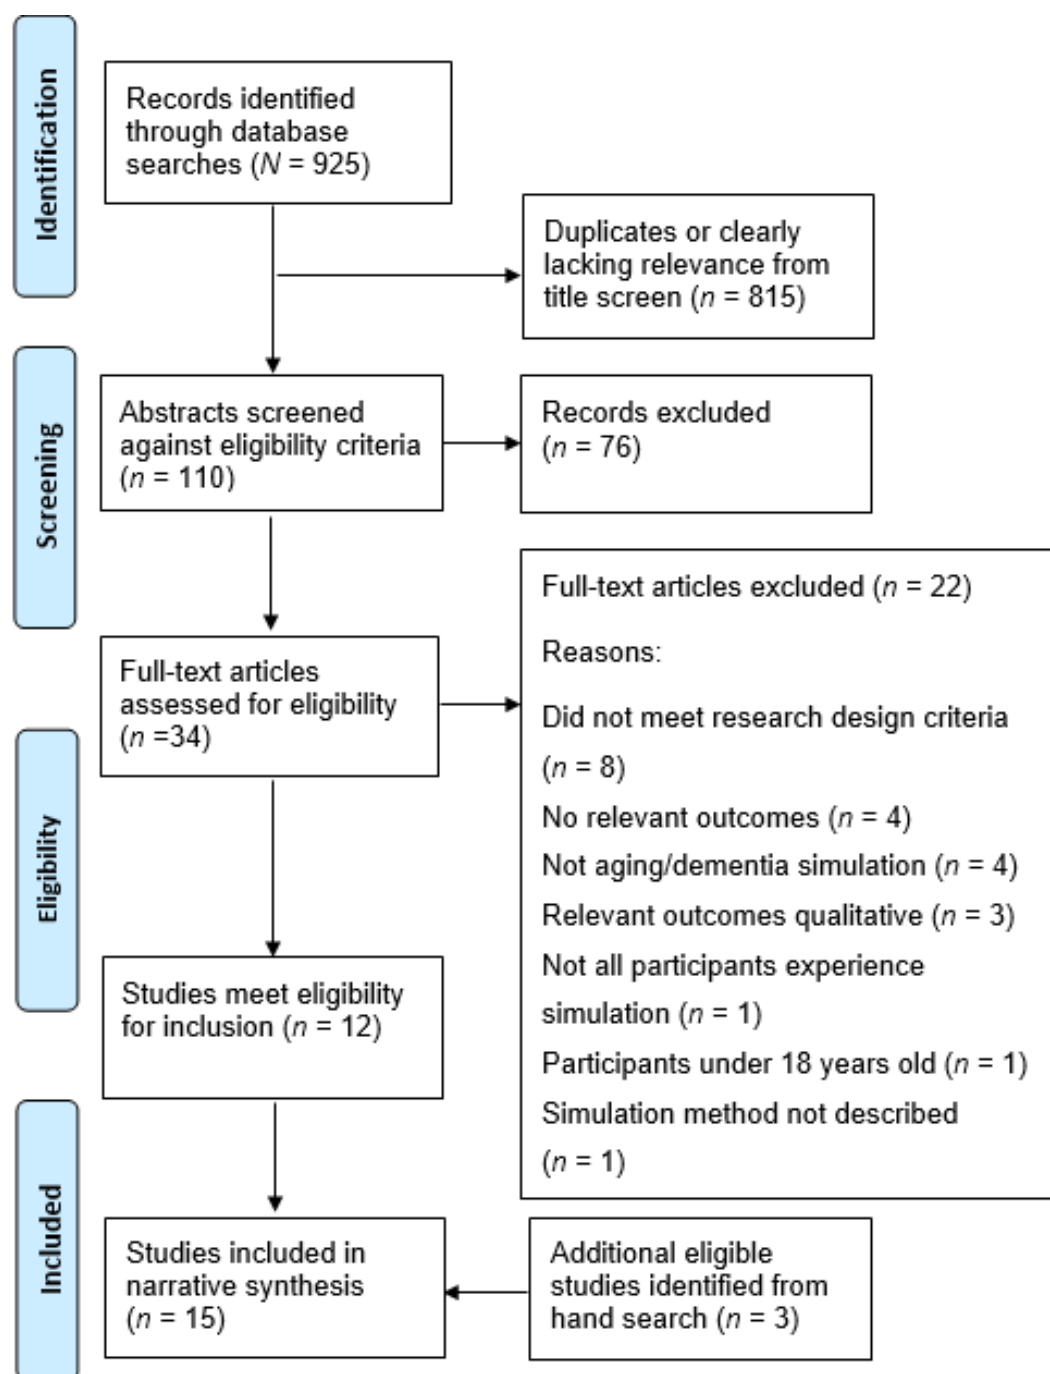 Identification
Records identified
through database
searches (N = 925)
Duplicates or clearly
lacking relevance from
title screen (n = 815)
Screening
Abstracts screened
against eligibility criteria
(n = 110)
Records excluded
(n = 76)
Full-text articles
assessed for eligibility
(n =34)
Full-text articles excluded (n = 22)
Reasons:
Did not meet research design criteria
(n = 8)
No relevant outcomes (n = 4)
Not aging/dementia simulation (n = 4)
Relevant outcomes qualitative (n = 3)
Not all participants experience
simulation (n = 1)
Participants under 18 years old (n = 1)
Simulation method not described
(n = 1)
Eligibility
Studies meet eligibility
for inclusion (n = 12)
Included
Studies included in
narrative synthesis
(n = 15)
Additional eligible
studies identified from
hand search (n = 3)